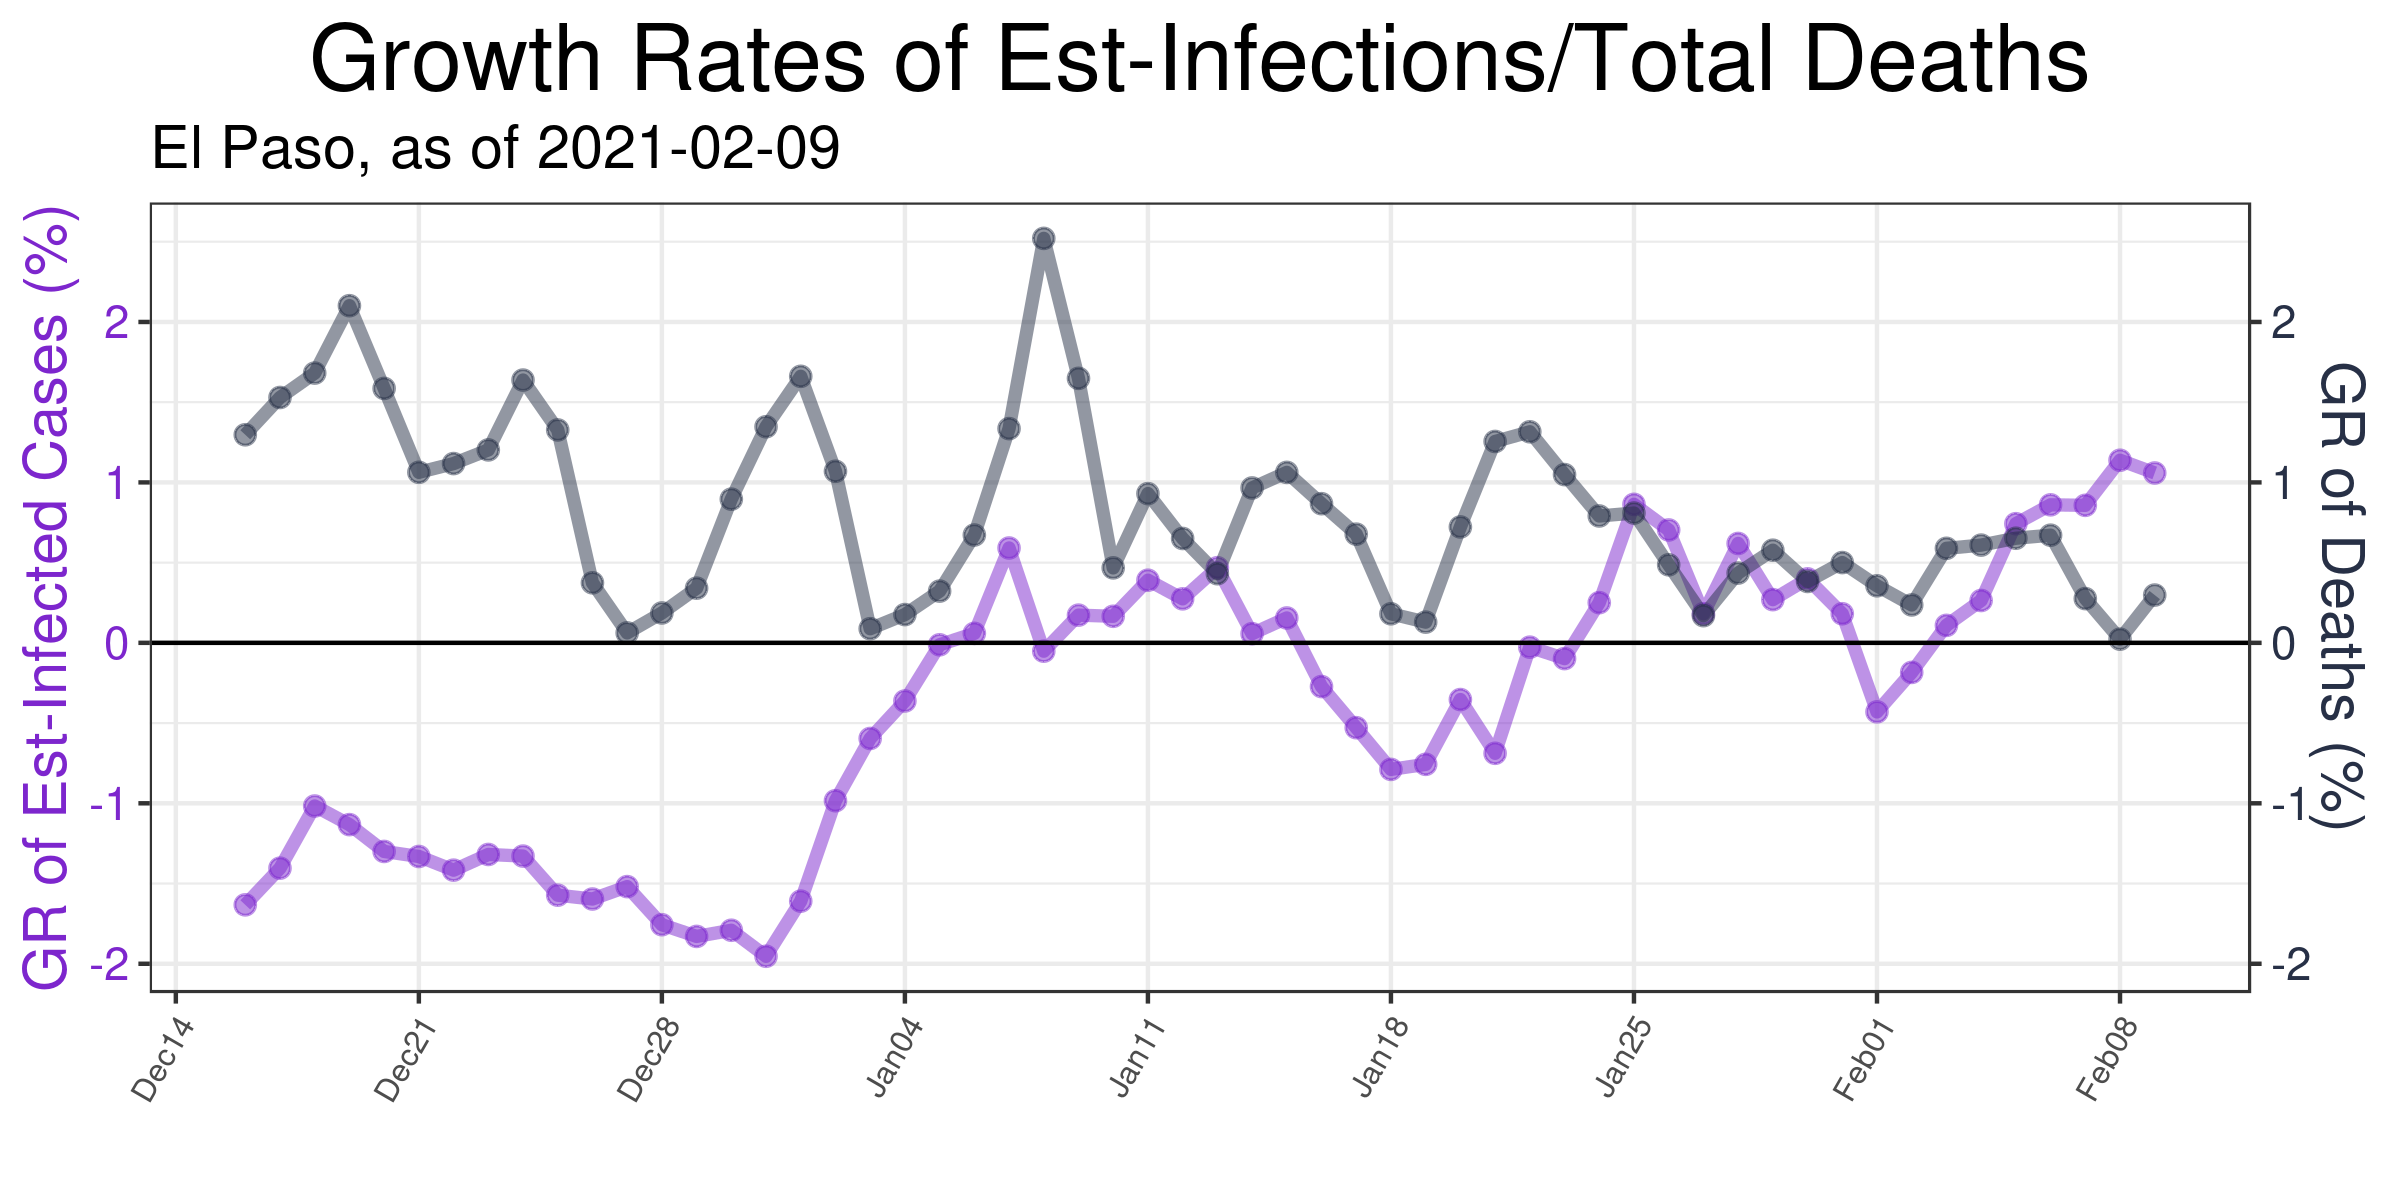 Growth Rates of Est-Infections/Total Deaths
El Paso, as of 2021-02-09
GR of Est-Infected Cases (%)
2
1
0
-1
-2
2
1
0
-1
-2
GR of Deaths (%)
Dec14
Dec21
Dec28
Jan04
Jan11
Jan18
Jan25
Feb01
Feb08